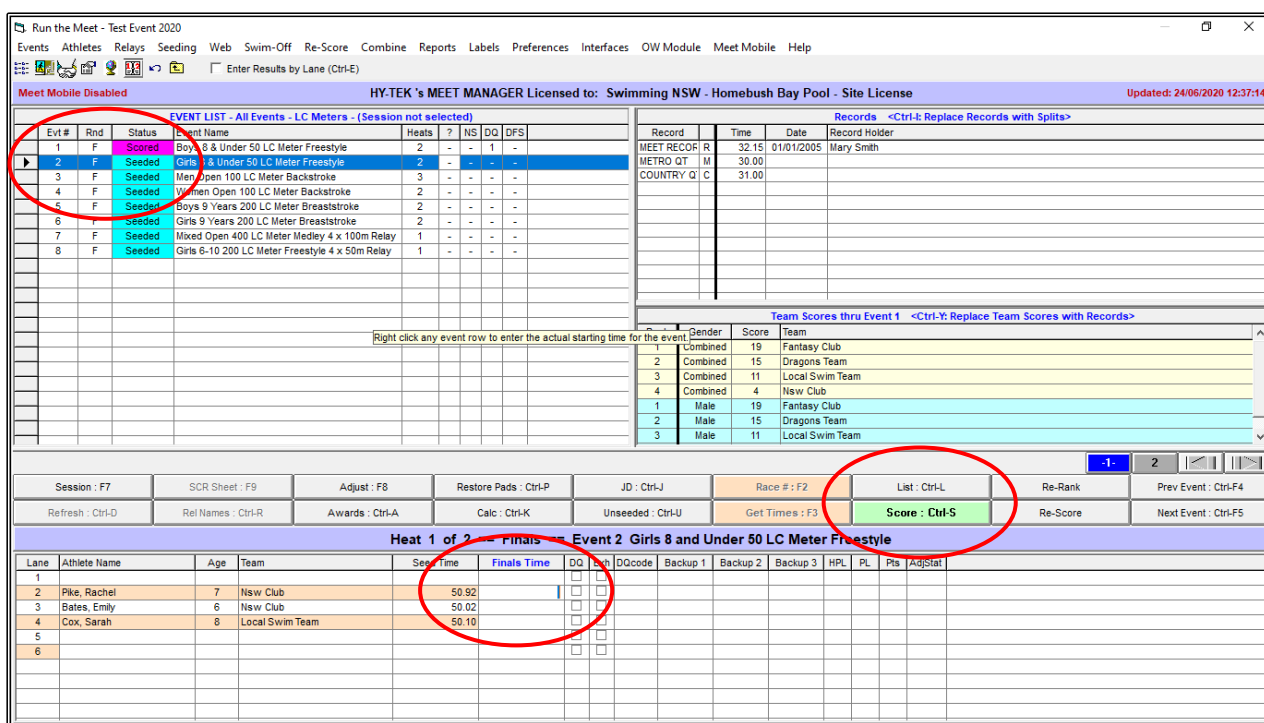 Run the Meet - Test Event 2020
Events Athletes Relays Seeding Web Swim-Off Re-Score Combine Reports Labels Preferences Interfaces OW Module Meet Mobile Help
Enter Results by Lane (Ctrl-E)
Meet Mobile Disabled HY-TEK 's MEET MANAGER Licensed to: Swimming NSW - Homebush Bay Pool - Site License Updated: 24/06/2020 12:37:14
EVENT LIST - All Events - LC Meters - (Session not selected)
Evt # Rnd Status Event Name Heats ? NS DQ DFS
1 F Scored Boys 8 & Under 50 LC Meter Freestyle 2 - - 1 -
2 F Seeded Girls 8 & Under 50 LC Meter Freestyle 2 - - - -
3 F Seeded Men Open 100 LC Meter Backstroke 3 - - - -
4 F Seeded Women Open 100 LC Meter Backstroke 2 - - - -
5 F Seeded Boys 9 Years 200 LC Meter Breaststroke 2 - - - -
6 F Seeded Girls 9 Years 200 LC Meter Breaststroke 2 - - - -
7 F Seeded Mixed Open 400 LC Meter Medley 4 x 100m Relay 1 - - - -
8 F Seeded Girls 6-10 200 LC Meter Freestyle 4 x 50m Relay 1 - - - -
Right click any event row to enter the actual starting time for the event.
Records <Ctrl-I: Replace Records with Splits>
Record Time Date Record Holder
MEET RECOR R 32.15 01/01/2005 Mary Smith
METRO QT M 30.00
COUNTRY Q C 31.00
Team Scores thru Event 1 <Ctrl-Y: Replace Team Scores with Records>
Gender Score Team
1 Combined 19 Fantasy Club
2 Combined 15 Dragons Team
3 Combined 11 Local Swim Team
4 Combined 4 Nsw Club
1 Male 19 Fantasy Club
2 Male 15 Dragons Team
3 Male 11 Local Swim Team
-1- 2
Session : F7 SCR Sheet : F9 Adjust : F8 Restore Pads : Ctrl-P JD : Ctrl-J Race # : F2 List : Ctrl-L Re-Rank Prev Event : Ctrl-F4
Refresh : Ctrl-D Rel Names : Ctrl-R Awards : Ctrl-A Calc : Ctrl-K Unseeded : Ctrl-U Get Times : F3 Score : Ctrl-S Re-Score Next Event : Ctrl-F5
Heat 1 of 2 == Finals == Event 2 Girls 8 and Under 50 LC Meter Freestyle
Lane Athlete Name Age Team Seed Time Finals Time DQ Exh DQcode Backup 1 Backup 2 Backup 3 HPL PL Pts AdjStat
1
2 Pike, Rachel 7 Nsw Club 50.92
3 Bates, Emily 6 Nsw Club 50.02
4 Cox, Sarah 8 Local Swim Team 50.10
5
6